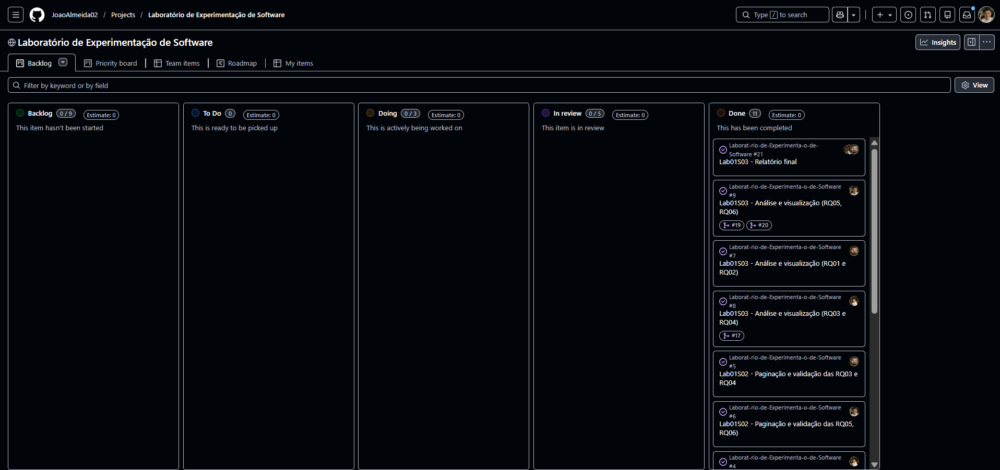 JoaoAlmeida02 / Projects / Laboratório de Experimentação de Software
Type / to search
Laboratório de Experimentação de Software
Insights
Backlog
Priority board
Team items
Roadmap
My items
Filter by keyword or by field
View
Backlog 0 / 9 Estimate: 0
This item hasn't been started
To Do 0 Estimate: 0
This is ready to be picked up
Doing 0 / 3 Estimate: 0
This is actively being worked on
In review 0 / 5 Estimate: 0
This item is in review
Done 11 Estimate: 0
This has been completed
Laborat-rio-de-Experimenta-o-de-
Software #21
Lab01S03 - Relatório final
Laborat-rio-de-Experimenta-o-de-Software
#9
Lab01S03 - Análise e visualização (RQ05,
RQ06)
#19 #20
Laborat-rio-de-Experimenta-o-de-Software
#7
Lab01S03 - Análise e visualização (RQ01 e
RQ02)
Laborat-rio-de-Experimenta-o-de-Software
#8
Lab01S03 - Análise e visualização (RQ03 e
RQ04)
#17
Laborat-rio-de-Experimenta-o-de-Software
#5
Lab01S02 - Paginação e validação das RQ03 e
RQ04
Laborat-rio-de-Experimenta-o-de-Software
#6
Lab01S02 - Paginação e validação das RQ05,
RQ06)
Laborat-rio-de-Experimenta-o-de-Software
#4